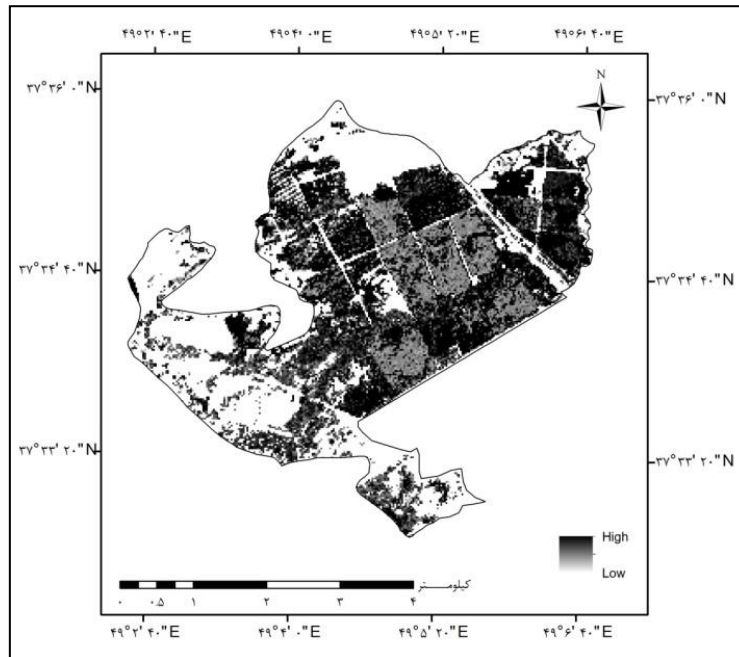 ۴۹°۲' ۴۰"E ۴۹°۴' ۰"E ۴۹°۵' ۲۰"E ۴۹°۶' ۴۰"E
۳۷°۳۶' ۰"N ۳۷°۳۶' ۰"N
N
۳۷°۳۴' ۴۰"N ۳۷°۳۴' ۴۰"N
۳۷°۳۳' ۲۰"N ۳۷°۳۳' ۲۰"N
High
Low
کیلومتر
۰ ۰.۵ ۱ ۲ ۳ ۴
۴۹°۲' ۴۰"E ۴۹°۴' ۰"E ۴۹°۵' ۲۰"E ۴۹°۶' ۴۰"E